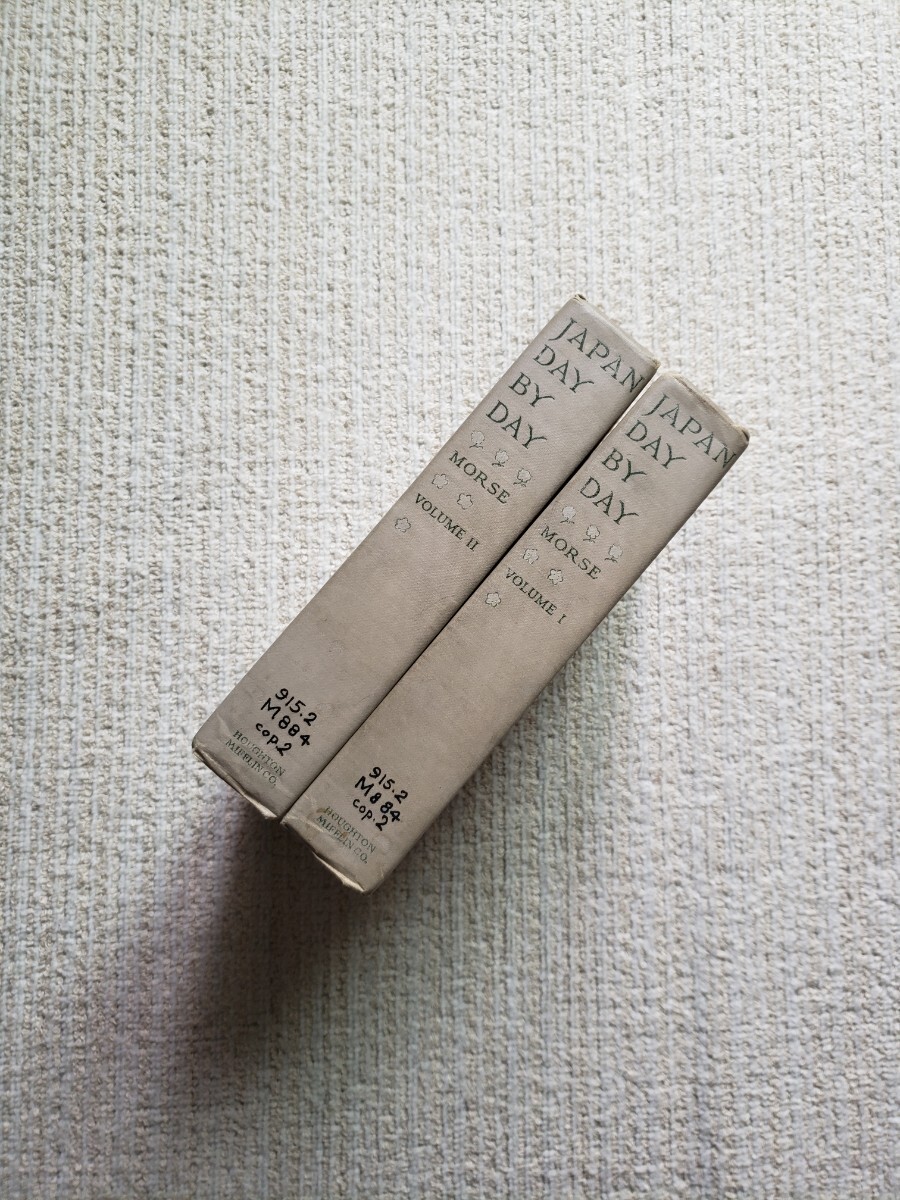 JAPAN
DAY
BY
DAY
MORSE
VOLUME II
915.2
M884
cop.2
HOUGHTON
MIFFLIN CO.
JAPAN
DAY
BY
DAY
MORSE
VOLUME I
915.2
M884
cop.2
HOUGHTON
MIFFLIN CO.